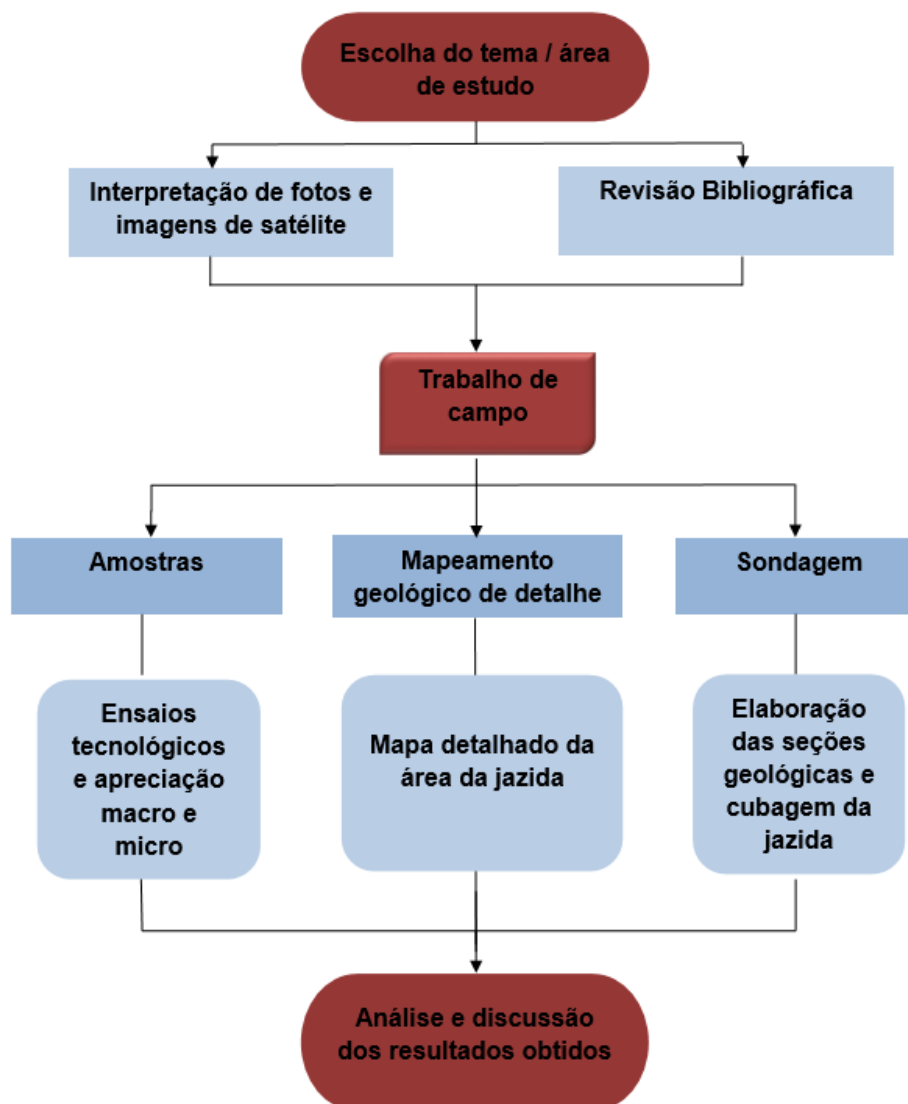 Escolha do tema / área
de estudo
Interpretação de fotos e
imagens de satélite
Revisão Bibliográfica
Trabalho de
campo
Amostras
Mapeamento
geológico de detalhe
Sondagem
Ensaios
tecnológicos
e apreciação
macro e
micro
Mapa detalhado da
área da jazida
Elaboração
das seções
geológicas e
cubagem da
jazida
Análise e discussão
dos resultados obtidos